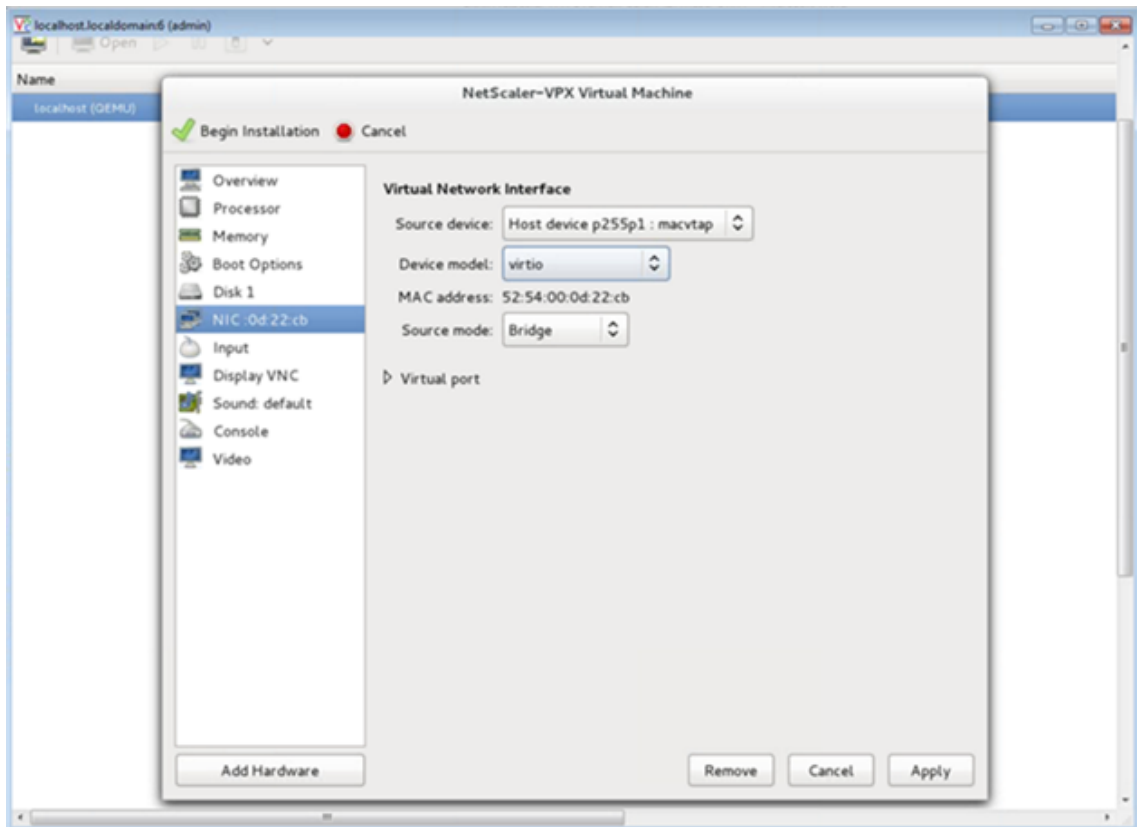 localhost.localdomain:6 (admin)
Open
Name
localhost (QEMU)
NetScaler-VPX Virtual Machine
Begin Installation Cancel
Overview
Processor
Memory
Boot Options
Disk 1
NIC :0d:22:cb
Input
Display VNC
Sound: default
Console
Video
Add Hardware
Virtual Network Interface
Source device: Host device p255p1 : macvtap
Device model: virtio
MAC address: 52:54:00:0d:22:cb
Source mode: Bridge
Virtual port
Remove Cancel Apply